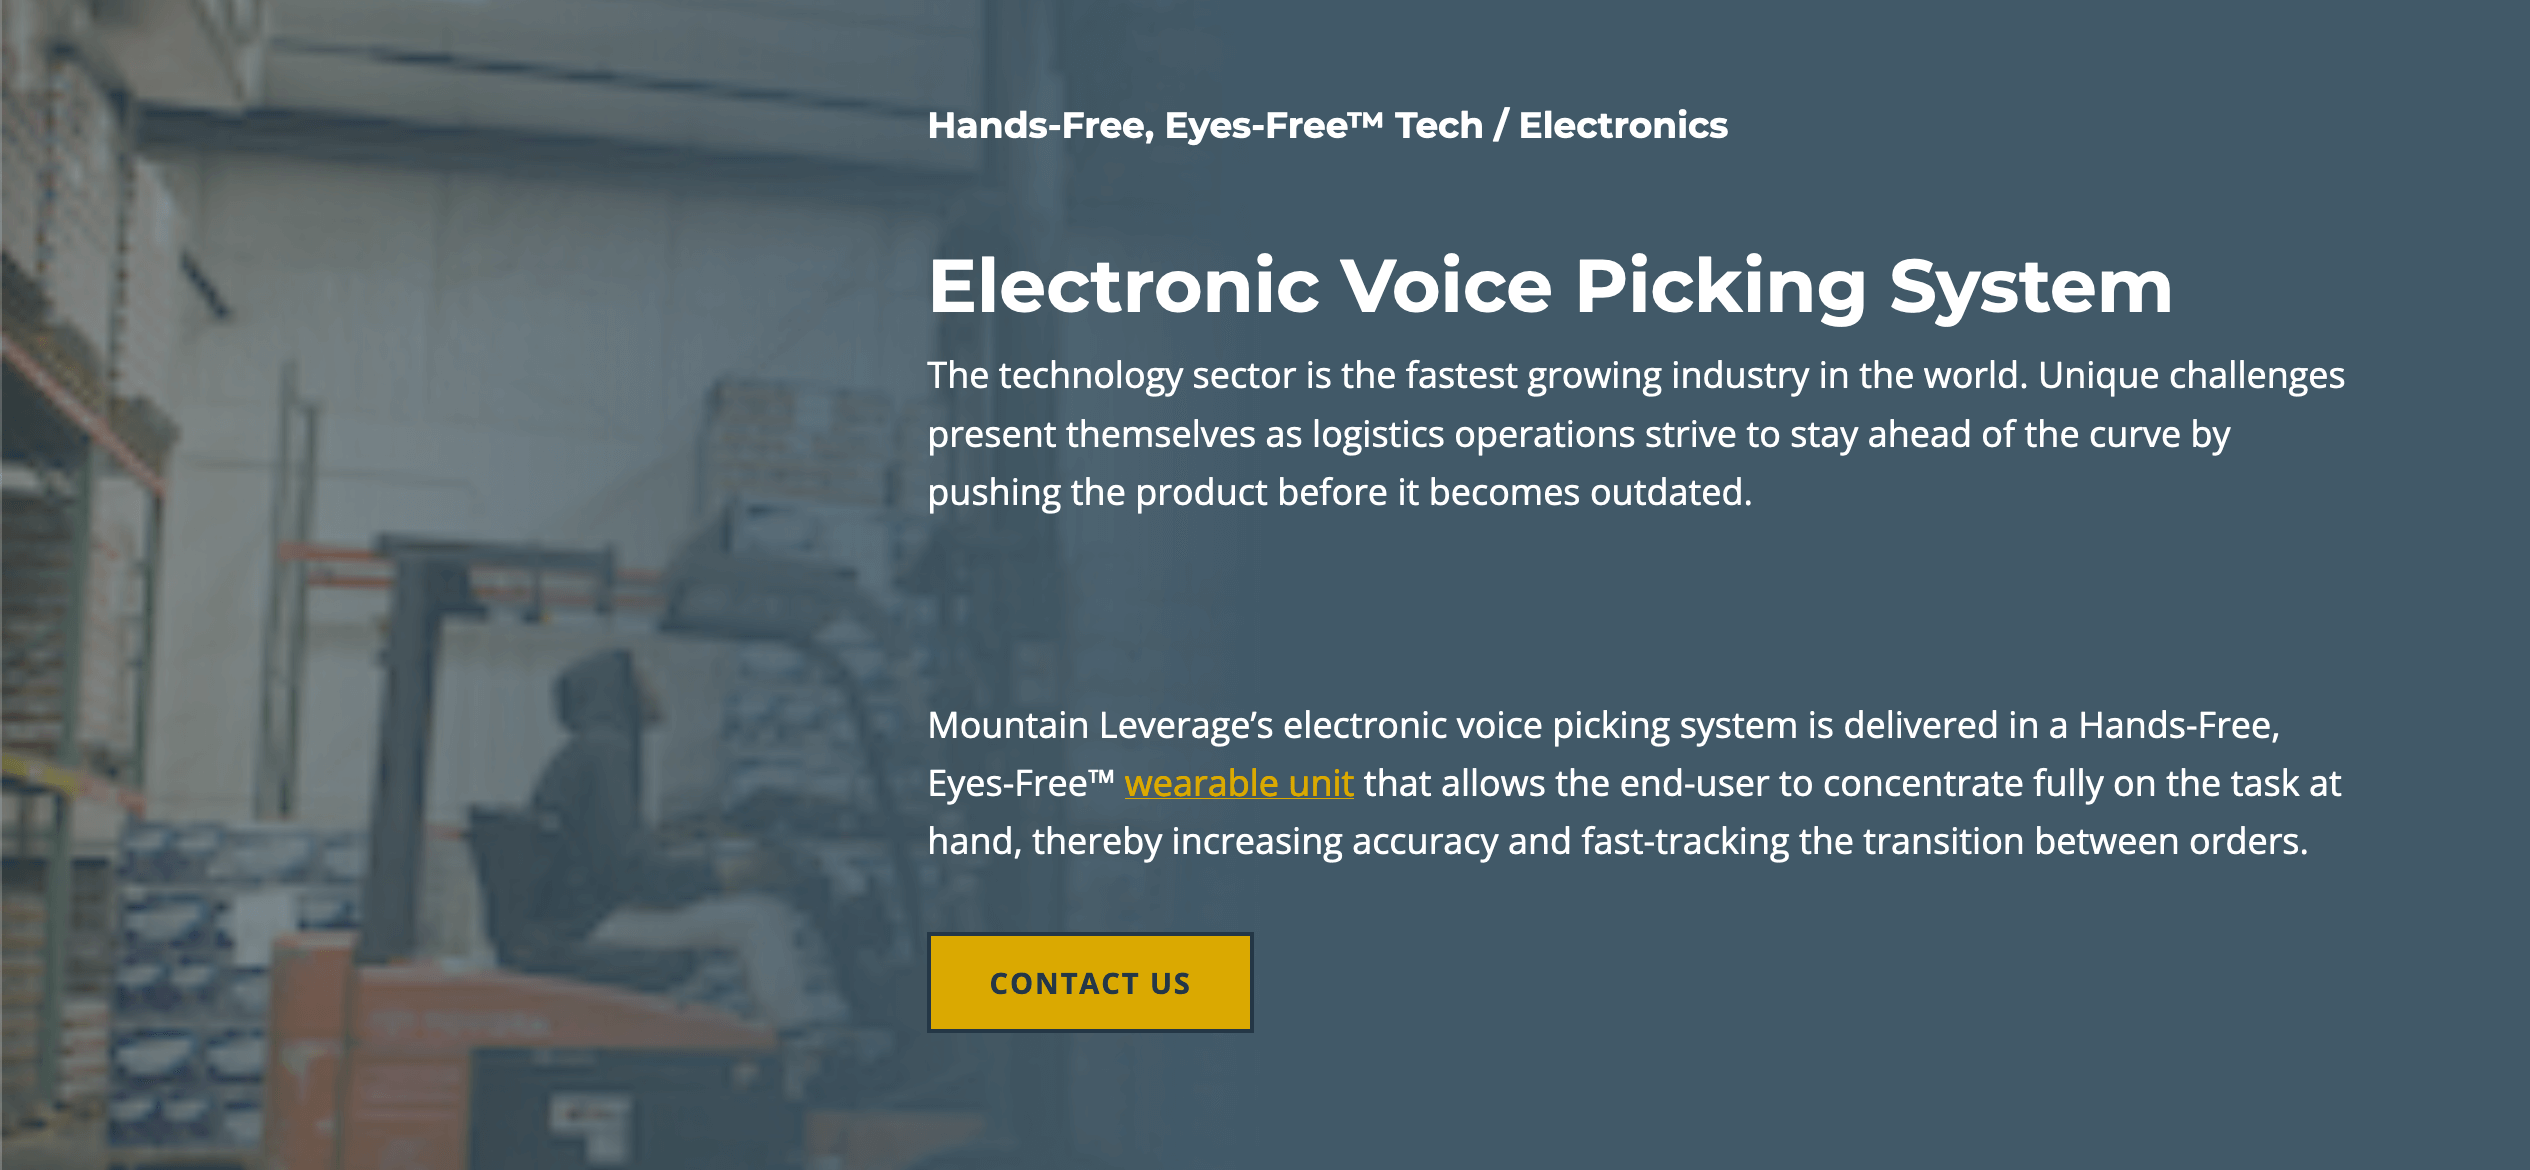 Hands-Free, Eyes-Free™ Tech / Electronics
Electronic Voice Picking System
The technology sector is the fastest growing industry in the world. Unique challenges
present themselves as logistics operations strive to stay ahead of the curve by
pushing the product before it becomes outdated.
Mountain Leverage’s electronic voice picking system is delivered in a Hands-Free,
Eyes-Free™ wearable unit that allows the end-user to concentrate fully on the task at
hand, thereby increasing accuracy and fast-tracking the transition between orders.
CONTACT US